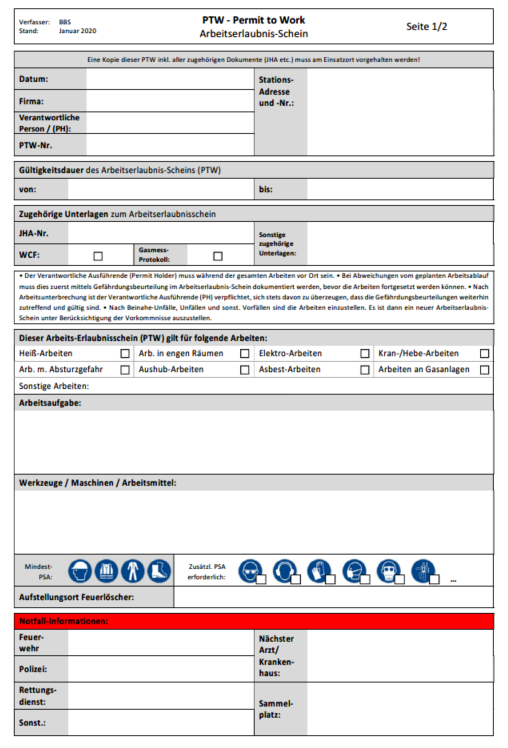 Verfasser: BBS
Stand: Januar 2020
PTW - Permit to Work
Arbeitserlaubnis-Schein
Seite 1/2
Eine Kopie dieser PTW inkl. aller zugehörigen Dokumente (JHA etc.) muss am Einsatzort vorgehalten werden!
Datum:
Firma:
Verantwortliche
Person / (PH):
PTW-Nr.
Stations-
Adresse
und -Nr.:
Gültigkeitsdauer des Arbeitserlaubnis-Scheins (PTW)
von:
bis:
Zugehörige Unterlagen zum Arbeitserlaubnisschein
JHA-Nr.
WCF:
Gasmess-
Protokoll:
Sonstige
zugehörige
Unterlagen:
• Der Verantwortliche Ausführende (Permit Holder) muss während der gesamten Arbeiten vor Ort sein. • Bei Abweichungen vom geplanten Arbeitsablauf
muss dies zuerst mittels Gefährdungsbeurteilung im Arbeitserlaubnis-Schein dokumentiert werden, bevor die Arbeiten fortgesetzt werden können. • Nach
Arbeitsunterbrechung ist der Verantwortliche Ausführende (PH) verpflichtet, sich stets davon zu überzeugen, dass die Gefährdungsbeurteilungen weiterhin
zutreffend und gültig sind. • Nach Beinahe-Unfälle, Unfällen und sonst. Vorfällen sind die Arbeiten einzustellen. Es ist dann ein neuer Arbeitserlaubnis-
Schein unter Berücksichtigung der Vorkommnisse auszustellen.
Dieser Arbeits-Erlaubnisschein (PTW) gilt für folgende Arbeiten:
Heiß-Arbeiten Arb. in engen Räumen Elektro-Arbeiten Kran-/Hebe-Arbeiten
Arb. m. Absturzgefahr Aushub-Arbeiten Asbest-Arbeiten Arbeiten an Gasanlagen
Sonstige Arbeiten:
Arbeitsaufgabe:
Werkzeuge / Maschinen / Arbeitsmittel:
Mindest-
PSA:
Zusätzl. PSA
erforderlich:
...
Aufstellungsort Feuerlöscher:
Notfall-Informationen:
Feuer-
wehr
Polizei:
Rettungs-
dienst:
Sonst.:
Nächster
Arzt/
Kranken-
haus:
Sammel-
platz: